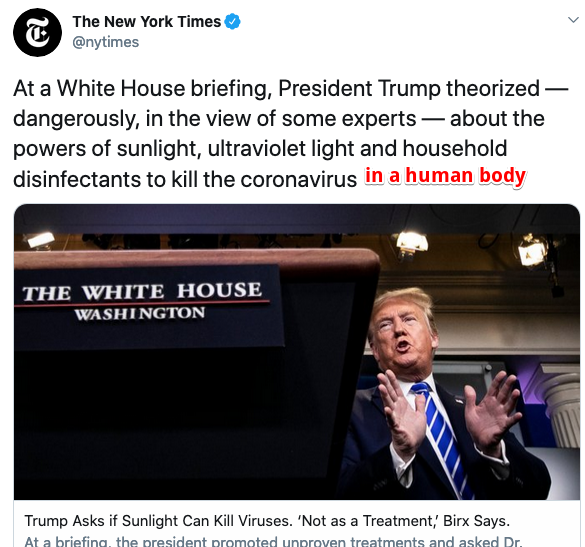 The New York Times
@nytimes
At a White House briefing, President Trump theorized —
dangerously, in the view of some experts — about the
powers of sunlight, ultraviolet light and household
disinfectants to kill the coronavirus in a human body
THE WHITE HOUSE
WASHINGTON
Trump Asks if Sunlight Can Kill Viruses. ‘Not as a Treatment,’ Birx Says.
At a briefing, the president promoted unproven treatments and asked Dr.